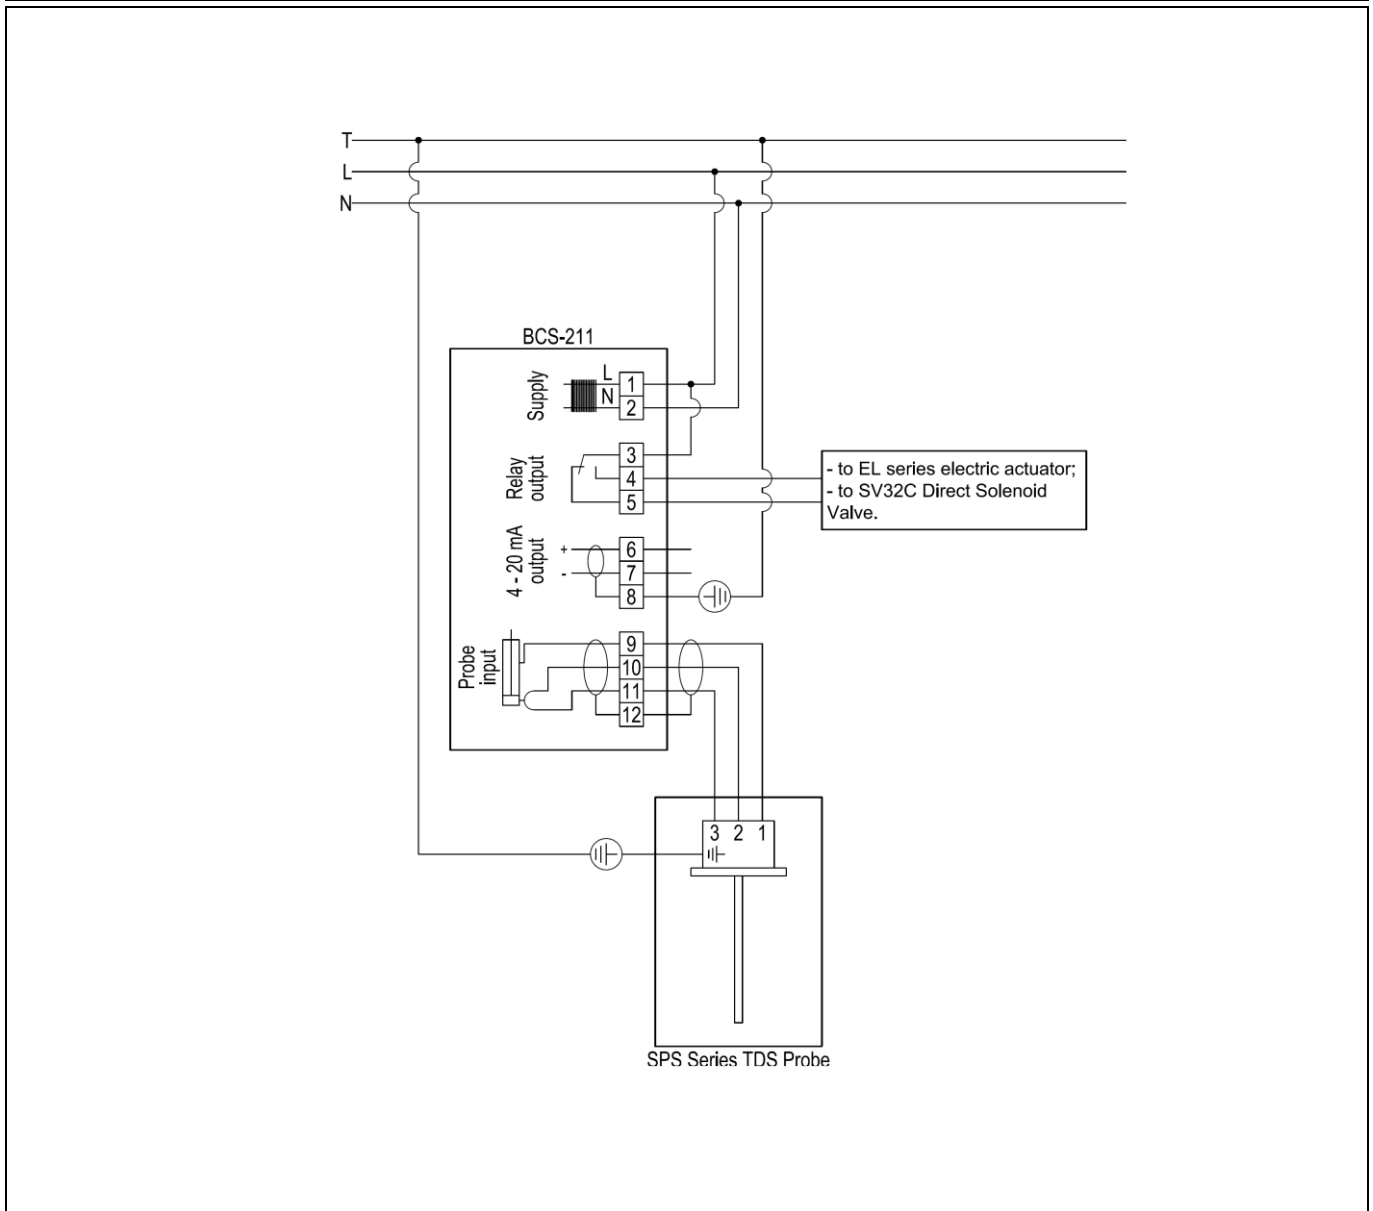 T
L
N
BCS-211
Supply
L
N
1
2
Relay
output
3
4
5
- to EL series electric actuator;
- to SV32C Direct Solenoid
Valve.
4 - 20 mA
output
+
-
6
7
8
Probe
input
9
10
11
12
3 2 1
SPS Series TDS Probe